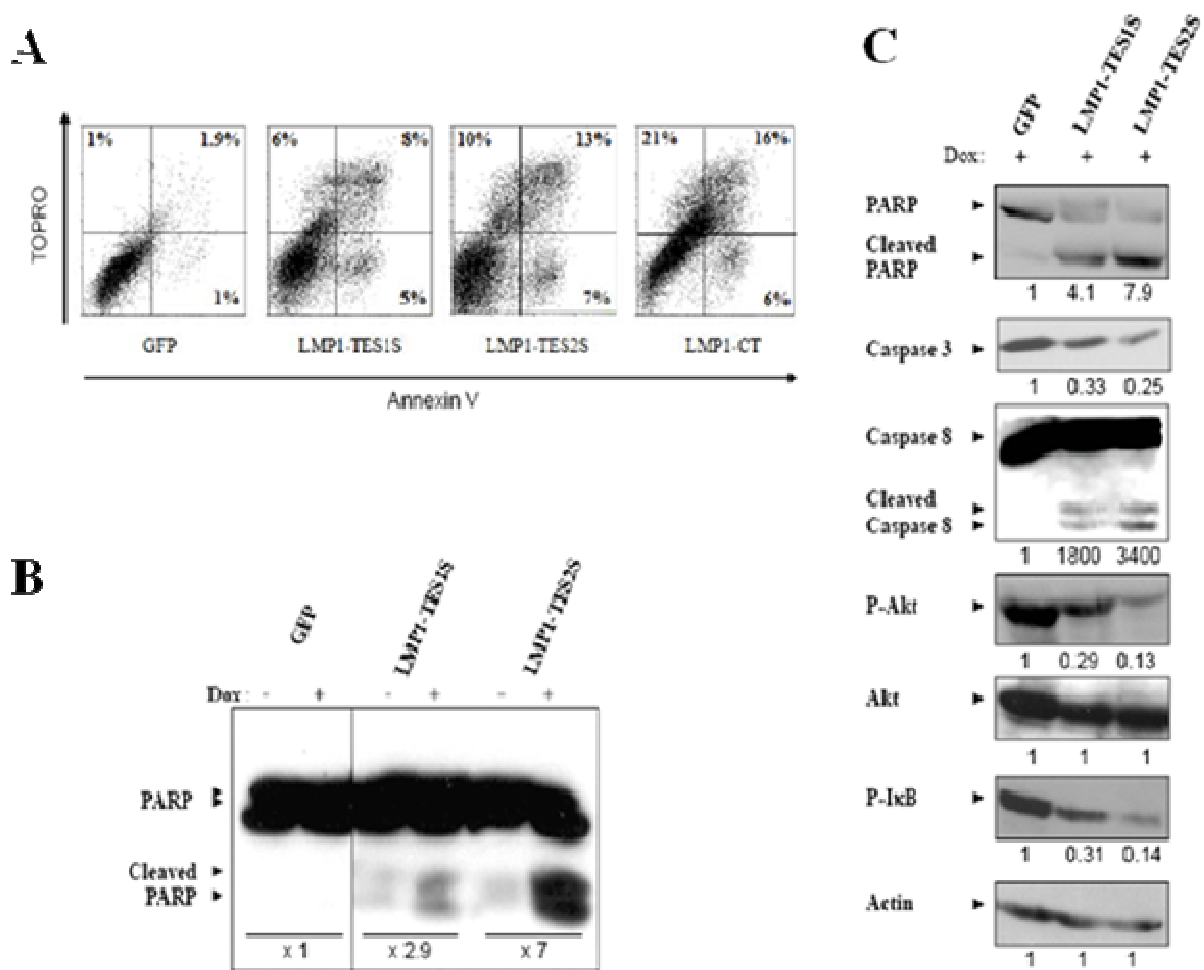 A
TOPRO
1% 1.9%
1%
6% 8%
5%
10% 13%
7%
21% 16%
6%
GFP LMP1-TES1S LMP1-TES2S LMP1-CT
Annexin V
B
GFP LMP1-TES1S LMP1-TES2S
Dox: - + - + - +
PARP
Cleaved
PARP
x 1 x 2.9 x 7
C
GFP LMP1-TES1S LMP1-TES2S
Dox: + + +
PARP
Cleaved
PARP
1 4.1 7.9
Caspase 3
1 0.33 0.25
Caspase 8
Cleaved
Caspase 8
1 1800 3400
P-Akt
1 0.29 0.13
Akt
1 1 1
P-IκB
1 0.31 0.14
Actin
1 1 1